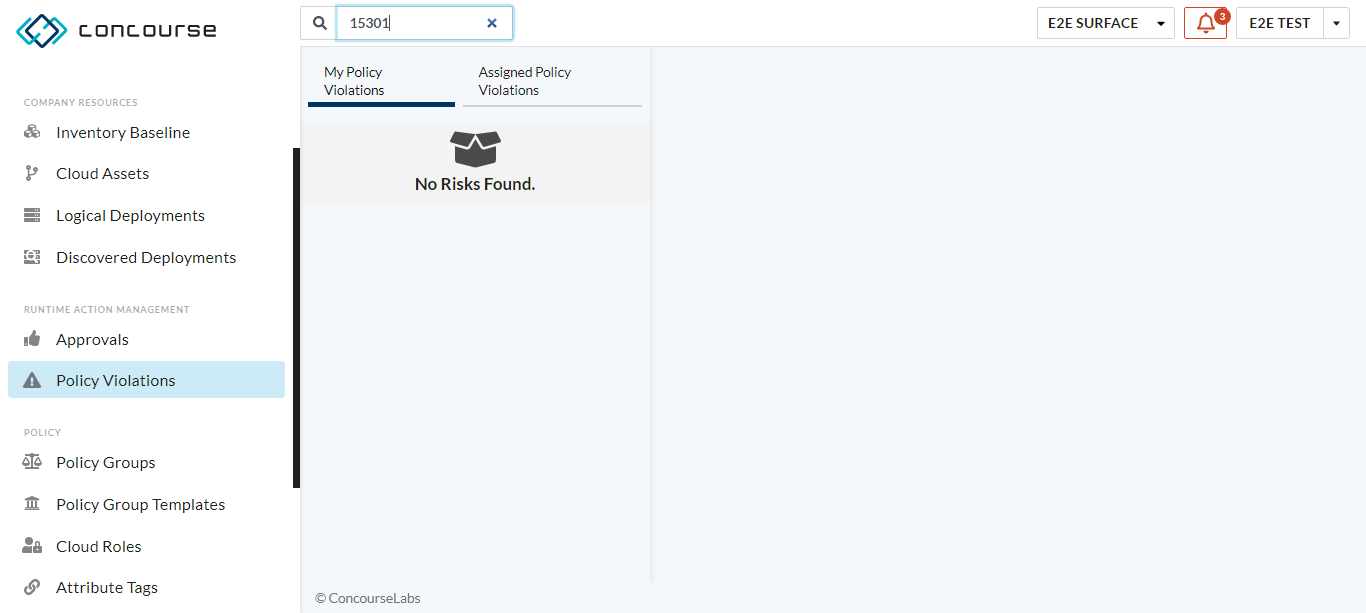 concourse
15301
E2E SURFACE
3
E2E TEST
COMPANY RESOURCES
Inventory Baseline
Cloud Assets
Logical Deployments
Discovered Deployments
RUNTIME ACTION MANAGEMENT
Approvals
Policy Violations
POLICY
Policy Groups
Policy Group Templates
Cloud Roles
Attribute Tags
My Policy
Violations
Assigned Policy
Violations
No Risks Found.
© ConcourseLabs